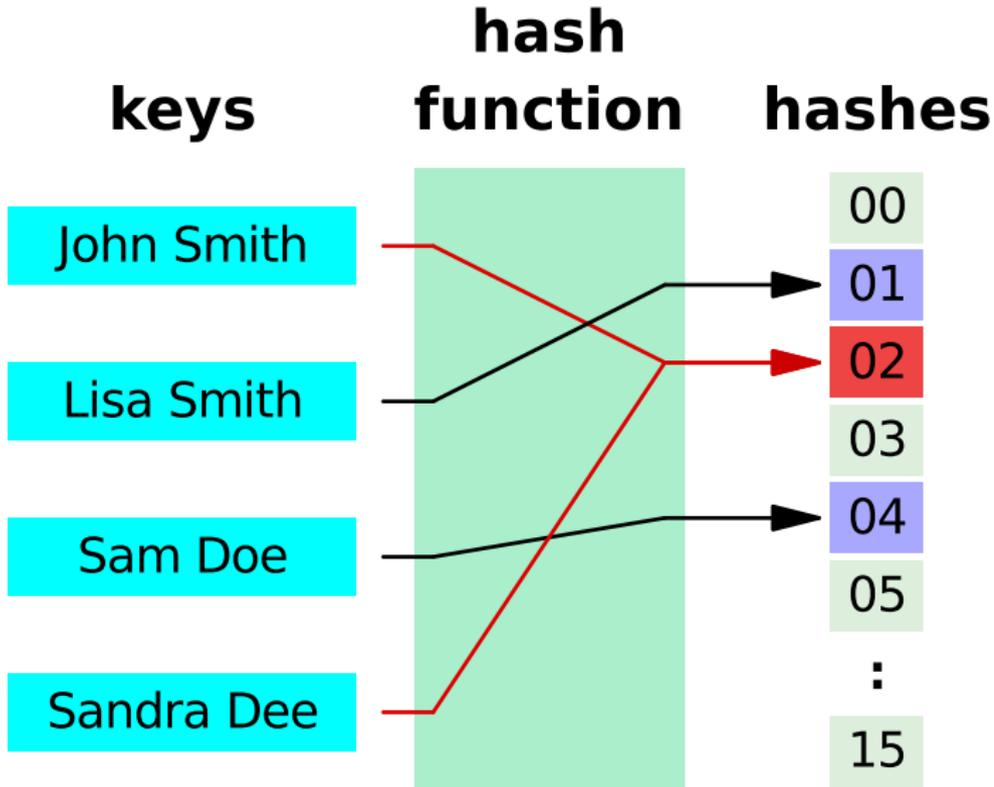 keys
hash
function
hashes
John Smith
Lisa Smith
Sam Doe
Sandra Dee
00
01
02
03
04
05
:
15